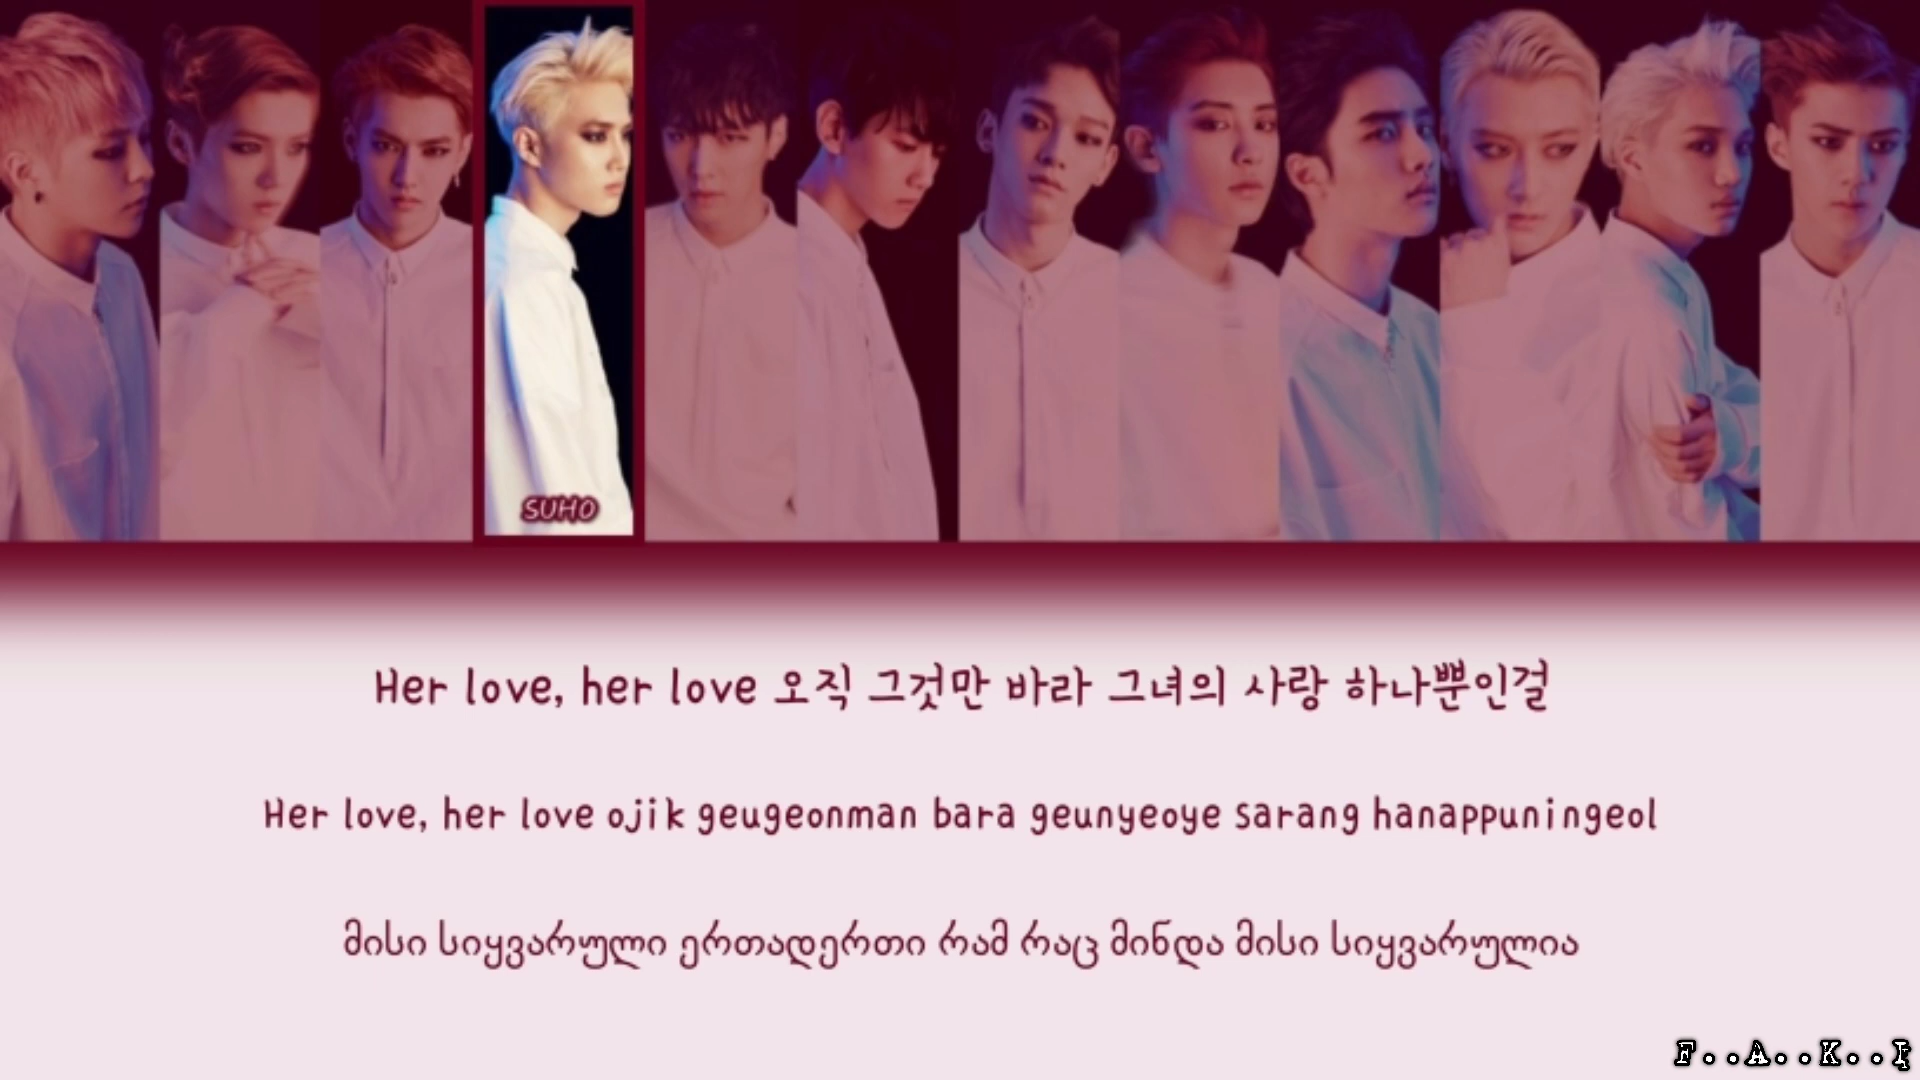 SUHO
Her love, her love 오직 그것만 바라 그녀의 사랑 하나뿐인걸
Her love, her love ojik geugeonman bara geunyeoye sarang hanappuningeol
მისი სიყვარული ერთადერთი რამ რაც მინდა მისი სიყვარულია
F..A..K..I